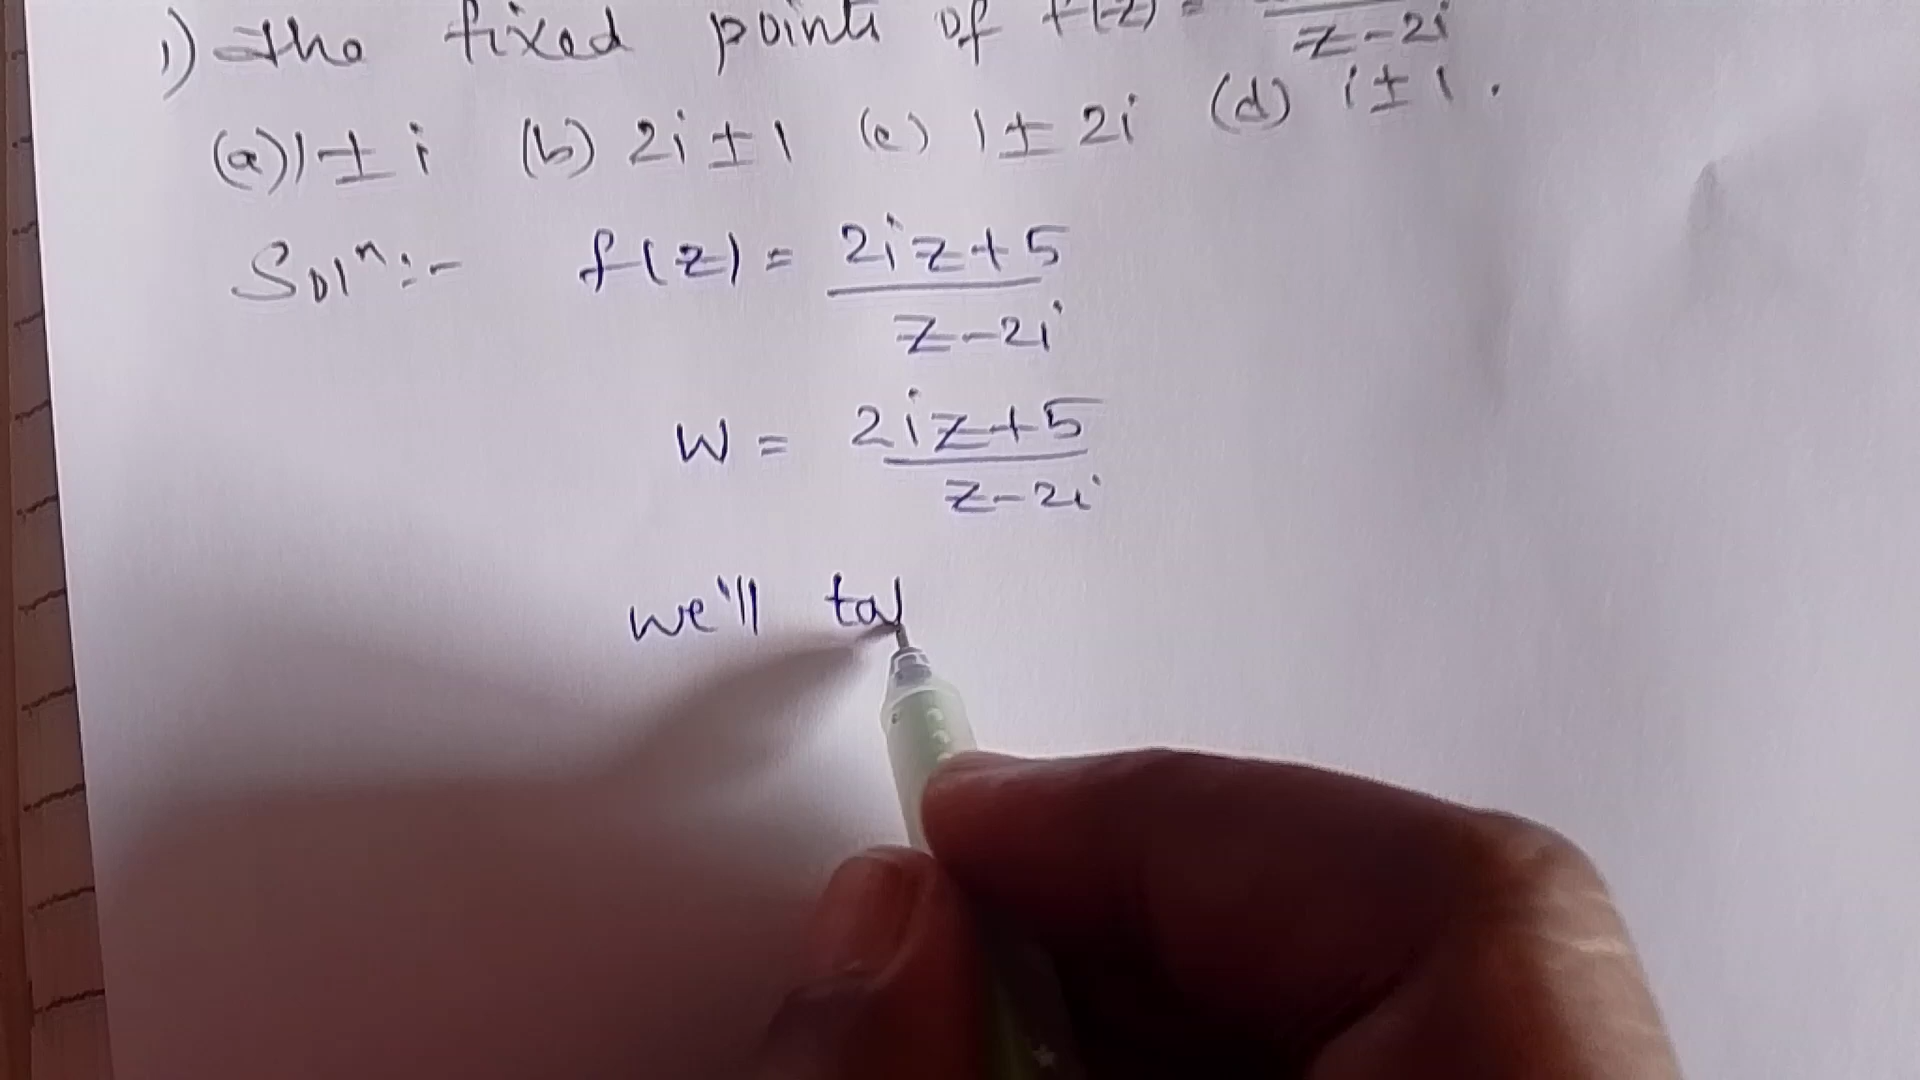 1) The fixed points of f(z) = z-2i
(a) 1 ± i (b) 2i ± 1 (c) 1 ± 2i (d) i ± 1.
Solⁿ:- f(z) = 2iz+5
z-2i
W = 2iz+5
z-2i
we'll